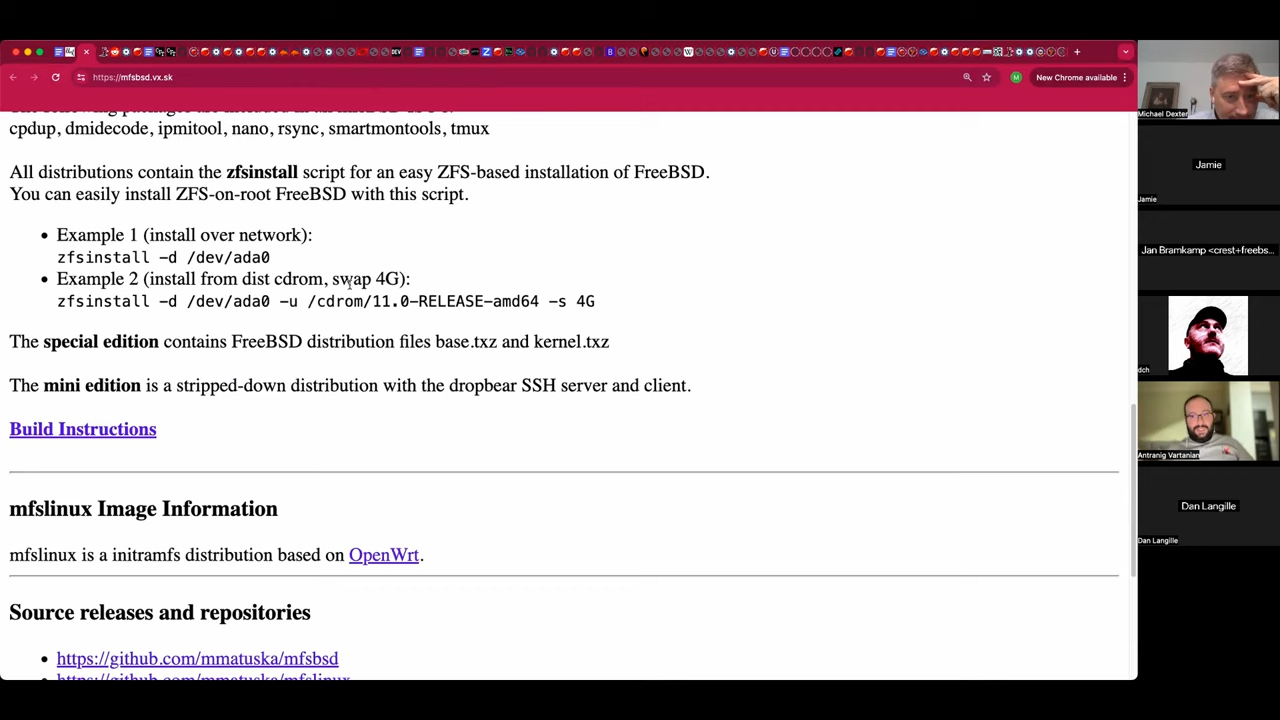 https://mfsbsd.vx.sk
New Chrome available
cpdup, dmidecode, ipmitool, nano, rsync, smartmontools, tmux
All distributions contain the zfsinstall script for an easy ZFS-based installation of FreeBSD.
You can easily install ZFS-on-root FreeBSD with this script.
Example 1 (install over network):
zfsinstall -d /dev/ada0
Example 2 (install from dist cdrom, swap 4G):
zfsinstall -d /dev/ada0 -u /cdrom/11.0-RELEASE-amd64 -s 4G
The special edition contains FreeBSD distribution files base.txz and kernel.txz
The mini edition is a stripped-down distribution with the dropbear SSH server and client.
Build Instructions
mfslinux Image Information
mfslinux is a initramfs distribution based on OpenWrt.
Source releases and repositories
https://github.com/mmatuska/mfsbsd
https://github.com/mmatuska/mfslinux
Michael Dexter
Jamie
Jamie
Jan Bramkamp <crest+freebs...
dch
Antranig Vartanian
Dan Langille
Dan Langille